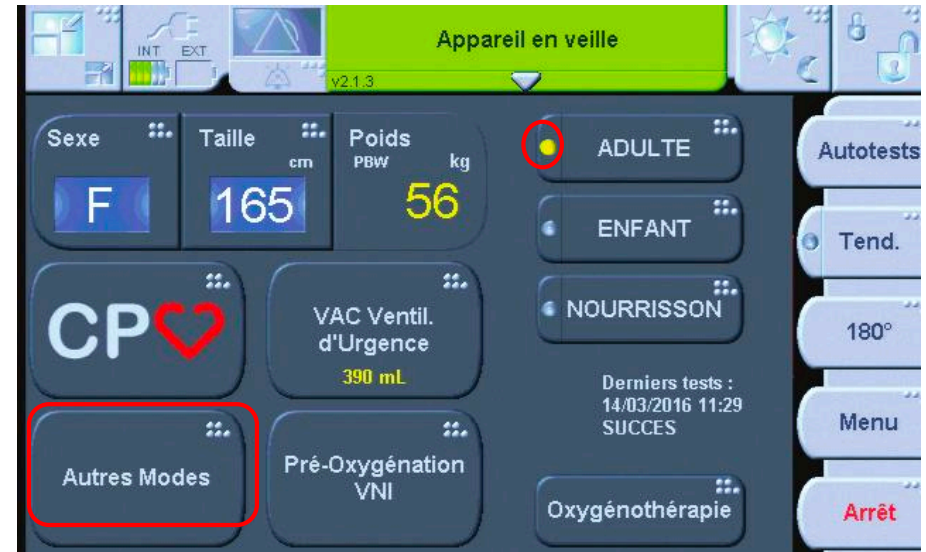 INT EXT
v2.1.3
Appareil en veille
Sexe
F
Taille
cm
165
Poids
PBW kg
56
ADULTE
ENFANT
NOURRISSON
CP
VAC Ventil.
d'Urgence
390 mL
Derniers tests :
14/03/2016 11:29
SUCCES
Autres Modes
Pré-Oxygénation
VNI
Oxygénothérapie
Autotests
Tend.
180°
Menu
Arrêt